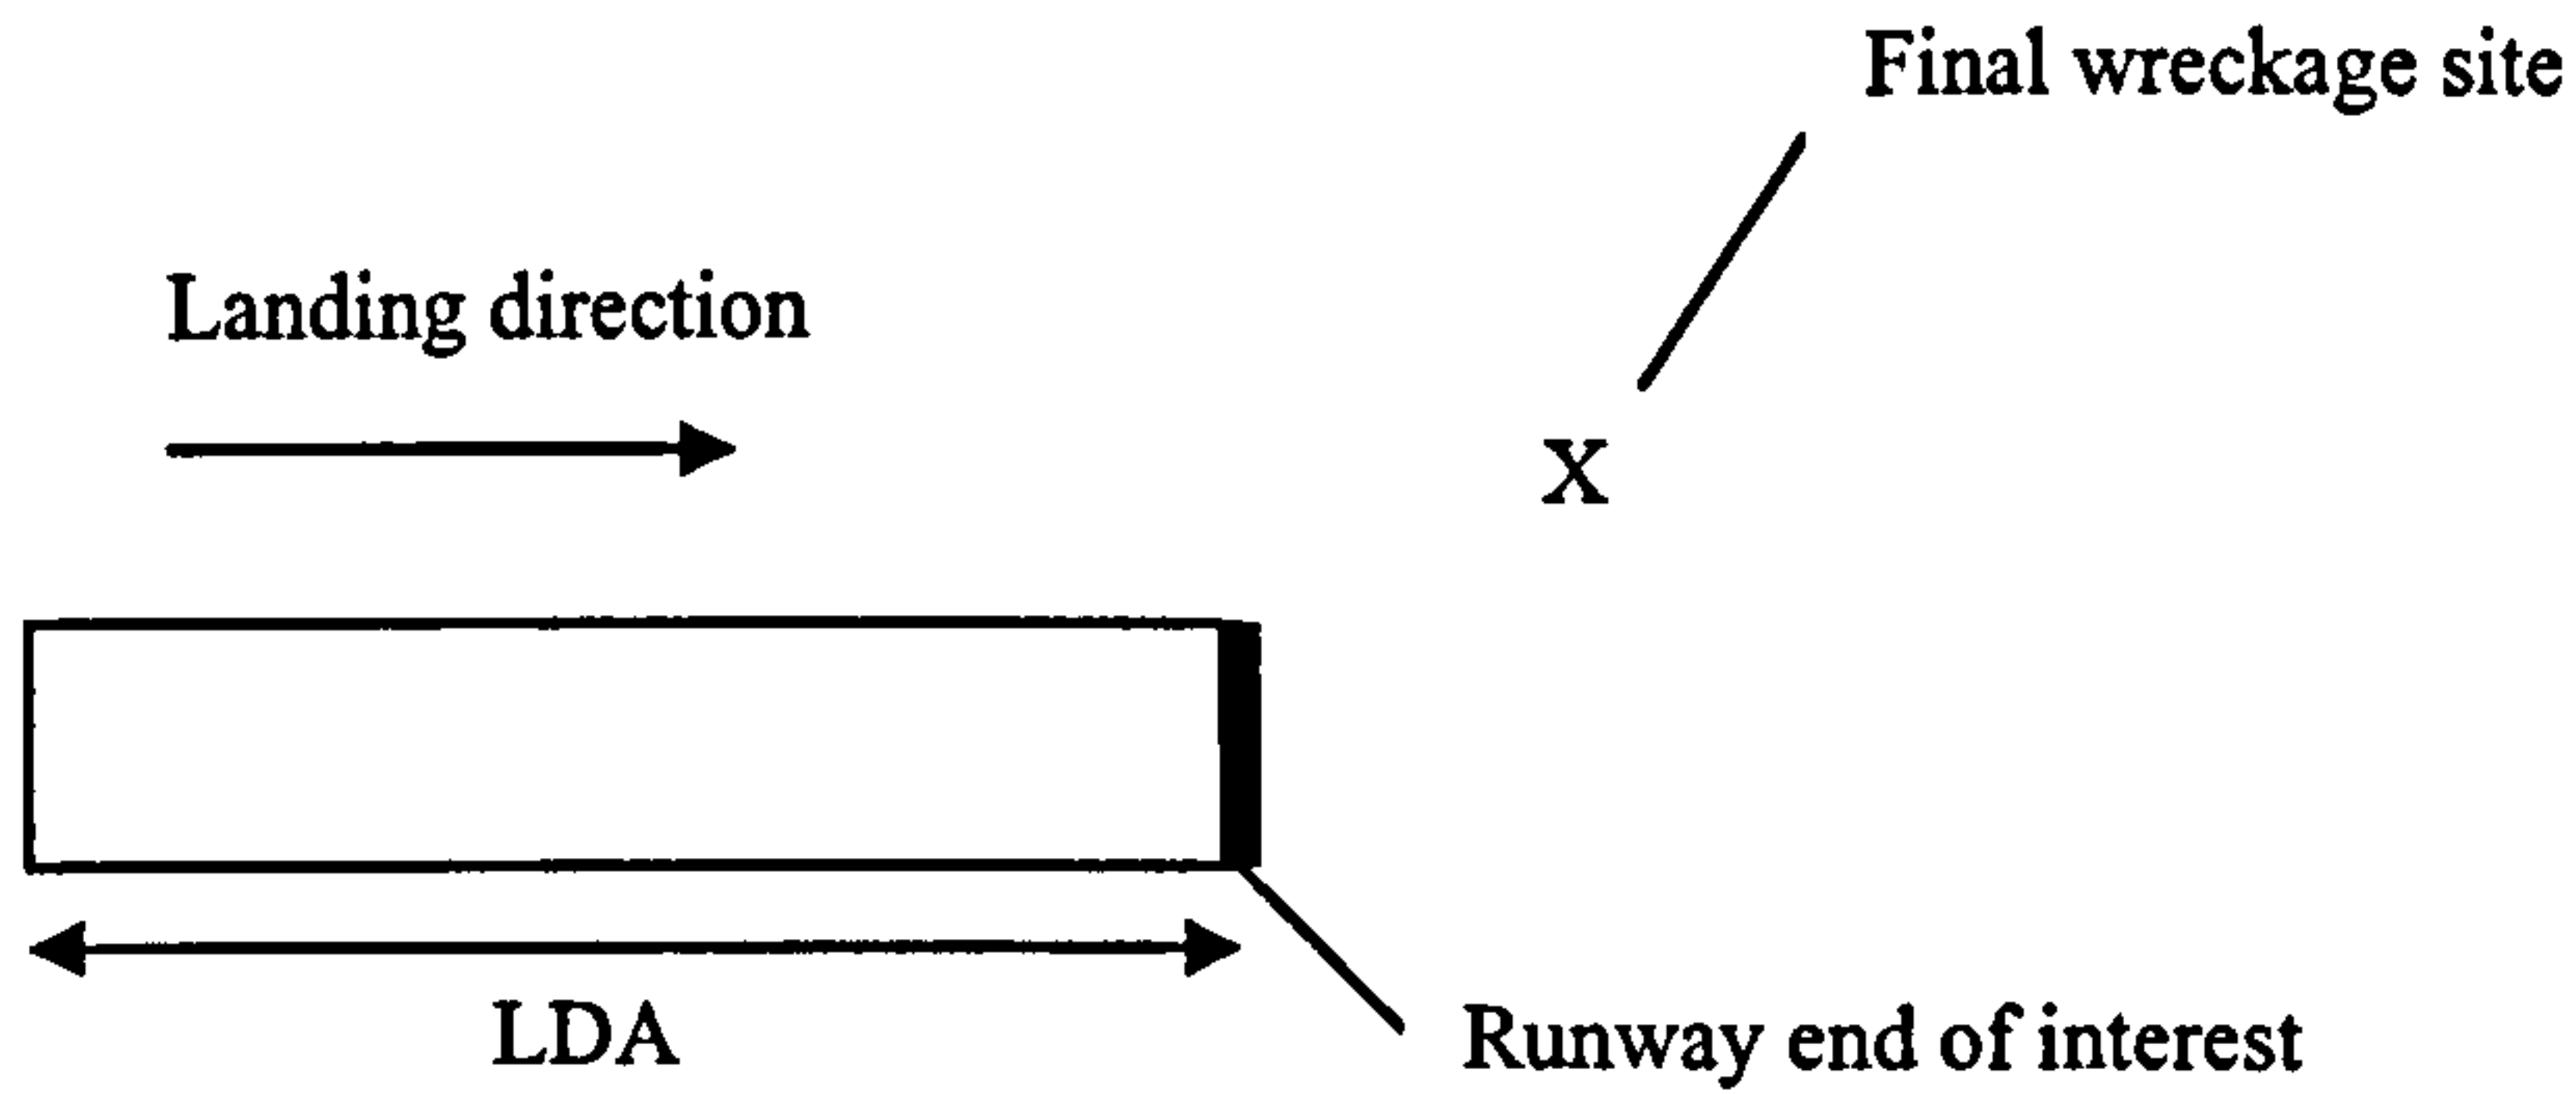 Final wreckage site
Landing direction
X
LDA
Runway end of interest